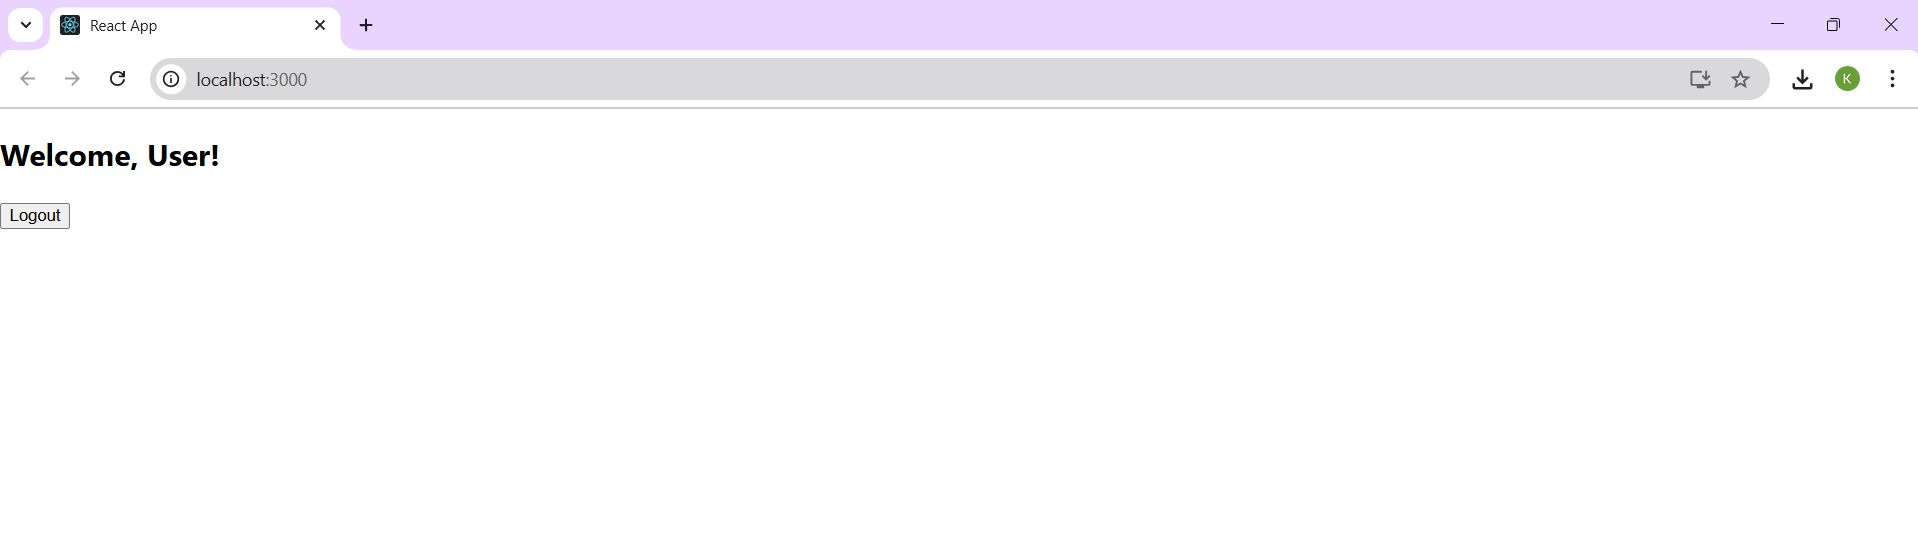 React App
localhost:3000
K
Welcome, User!
Logout